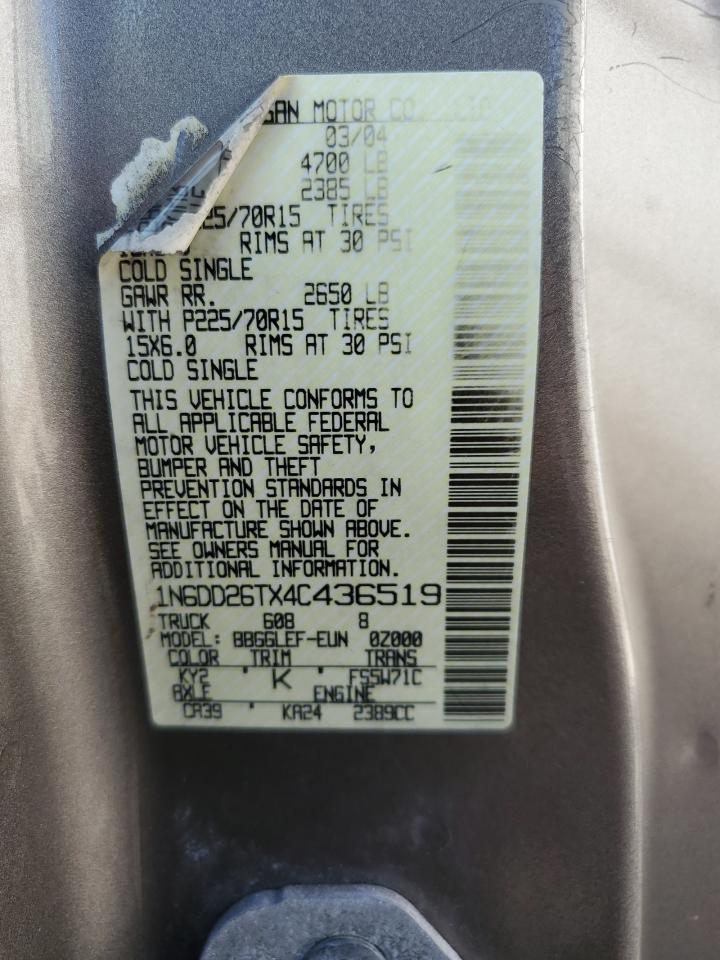 SAN MOTOR CO
03/04
4700 LB
2385 LB
225/70R15 TIRES
RIMS AT 30 PSI
COLD SINGLE
GAWR RR. 2650 LB
WITH P225/70R15 TIRES
15X6.0 RIMS AT 30 PSI
COLD SINGLE
THIS VEHICLE CONFORMS TO
ALL APPLICABLE FEDERAL
MOTOR VEHICLE SAFETY,
BUMPER AND THEFT
PREVENTION STANDARDS IN
EFFECT ON THE DATE OF
MANUFACTURE SHOWN ABOVE.
SEE OWNERS MANUAL FOR
ADDITIONAL INFORMATION.
1N6DD26TX4C436519
TRUCK 608 8
MODEL: BBGGLEF-EUN 0Z000
COLOR TRIM TRANS
KY2 ' K ' FS5W71C
AXLE ENGINE
CA39 ' KA24 2389CC